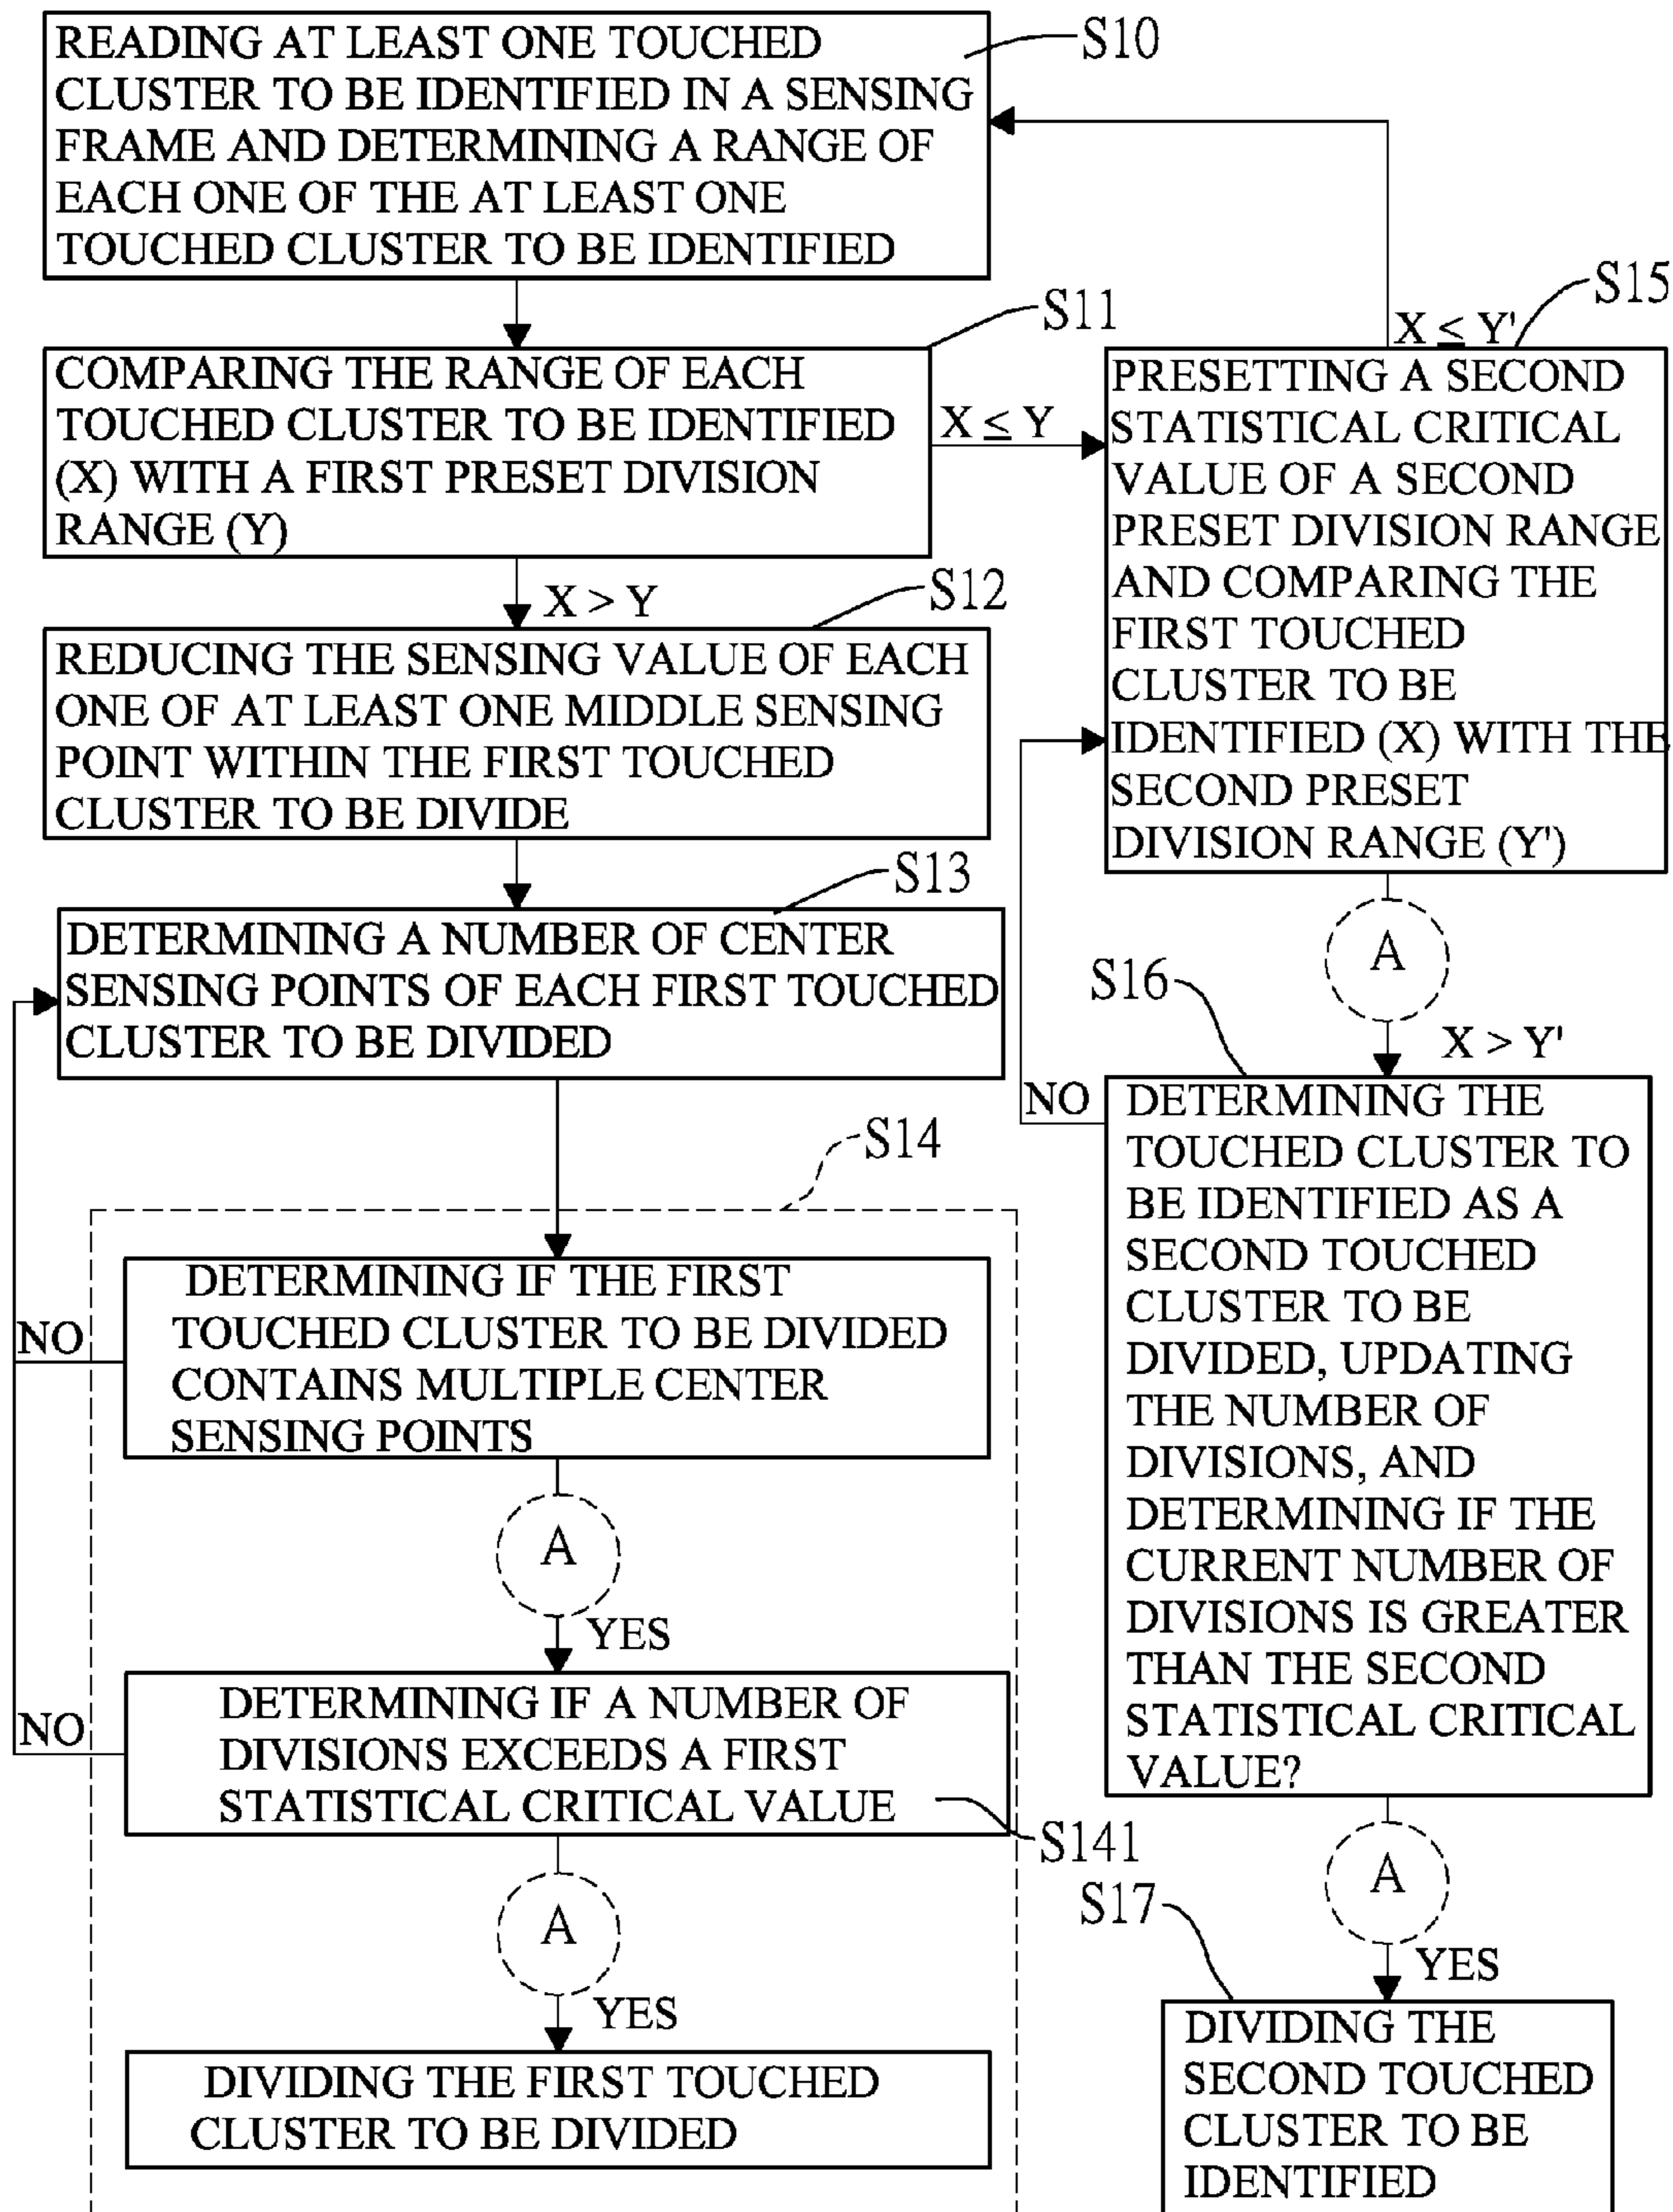 READING AT LEAST ONE TOUCHED
CLUSTER TO BE IDENTIFIED IN A SENSING
FRAME AND DETERMINING A RANGE OF
EACH ONE OF THE AT LEAST ONE
TOUCHED CLUSTER TO BE IDENTIFIED
S10
S11
COMPARING THE RANGE OF EACH
TOUCHED CLUSTER TO BE IDENTIFIED
(X) WITH A FIRST PRESET DIVISION
RANGE (Y)
X ≤ Y
X > Y
S12
REDUCING THE SENSING VALUE OF EACH
ONE OF AT LEAST ONE MIDDLE SENSING
POINT WITHIN THE FIRST TOUCHED
CLUSTER TO BE DIVIDE
S13
DETERMINING A NUMBER OF CENTER
SENSING POINTS OF EACH FIRST TOUCHED
CLUSTER TO BE DIVIDED
S14
DETERMINING IF THE FIRST
TOUCHED CLUSTER TO BE DIVIDED
CONTAINS MULTIPLE CENTER
SENSING POINTS
NO
A
YES
DETERMINING IF A NUMBER OF
DIVISIONS EXCEEDS A FIRST
STATISTICAL CRITICAL VALUE
NO
S141
A
YES
DIVIDING THE FIRST TOUCHED
CLUSTER TO BE DIVIDED
X ≤ Y'
S15
PRESETTING A SECOND
STATISTICAL CRITICAL
VALUE OF A SECOND
PRESET DIVISION RANGE
AND COMPARING THE
FIRST TOUCHED
CLUSTER TO BE
IDENTIFIED (X) WITH THE
SECOND PRESET
DIVISION RANGE (Y')
A
X > Y'
S16
NO
DETERMINING THE
TOUCHED CLUSTER TO
BE IDENTIFIED AS A
SECOND TOUCHED
CLUSTER TO BE
DIVIDED, UPDATING
THE NUMBER OF
DIVISIONS, AND
DETERMINING IF THE
CURRENT NUMBER OF
DIVISIONS IS GREATER
THAN THE SECOND
STATISTICAL CRITICAL
VALUE?
A
YES
S17
DIVIDING THE
SECOND TOUCHED
CLUSTER TO BE
IDENTIFIED